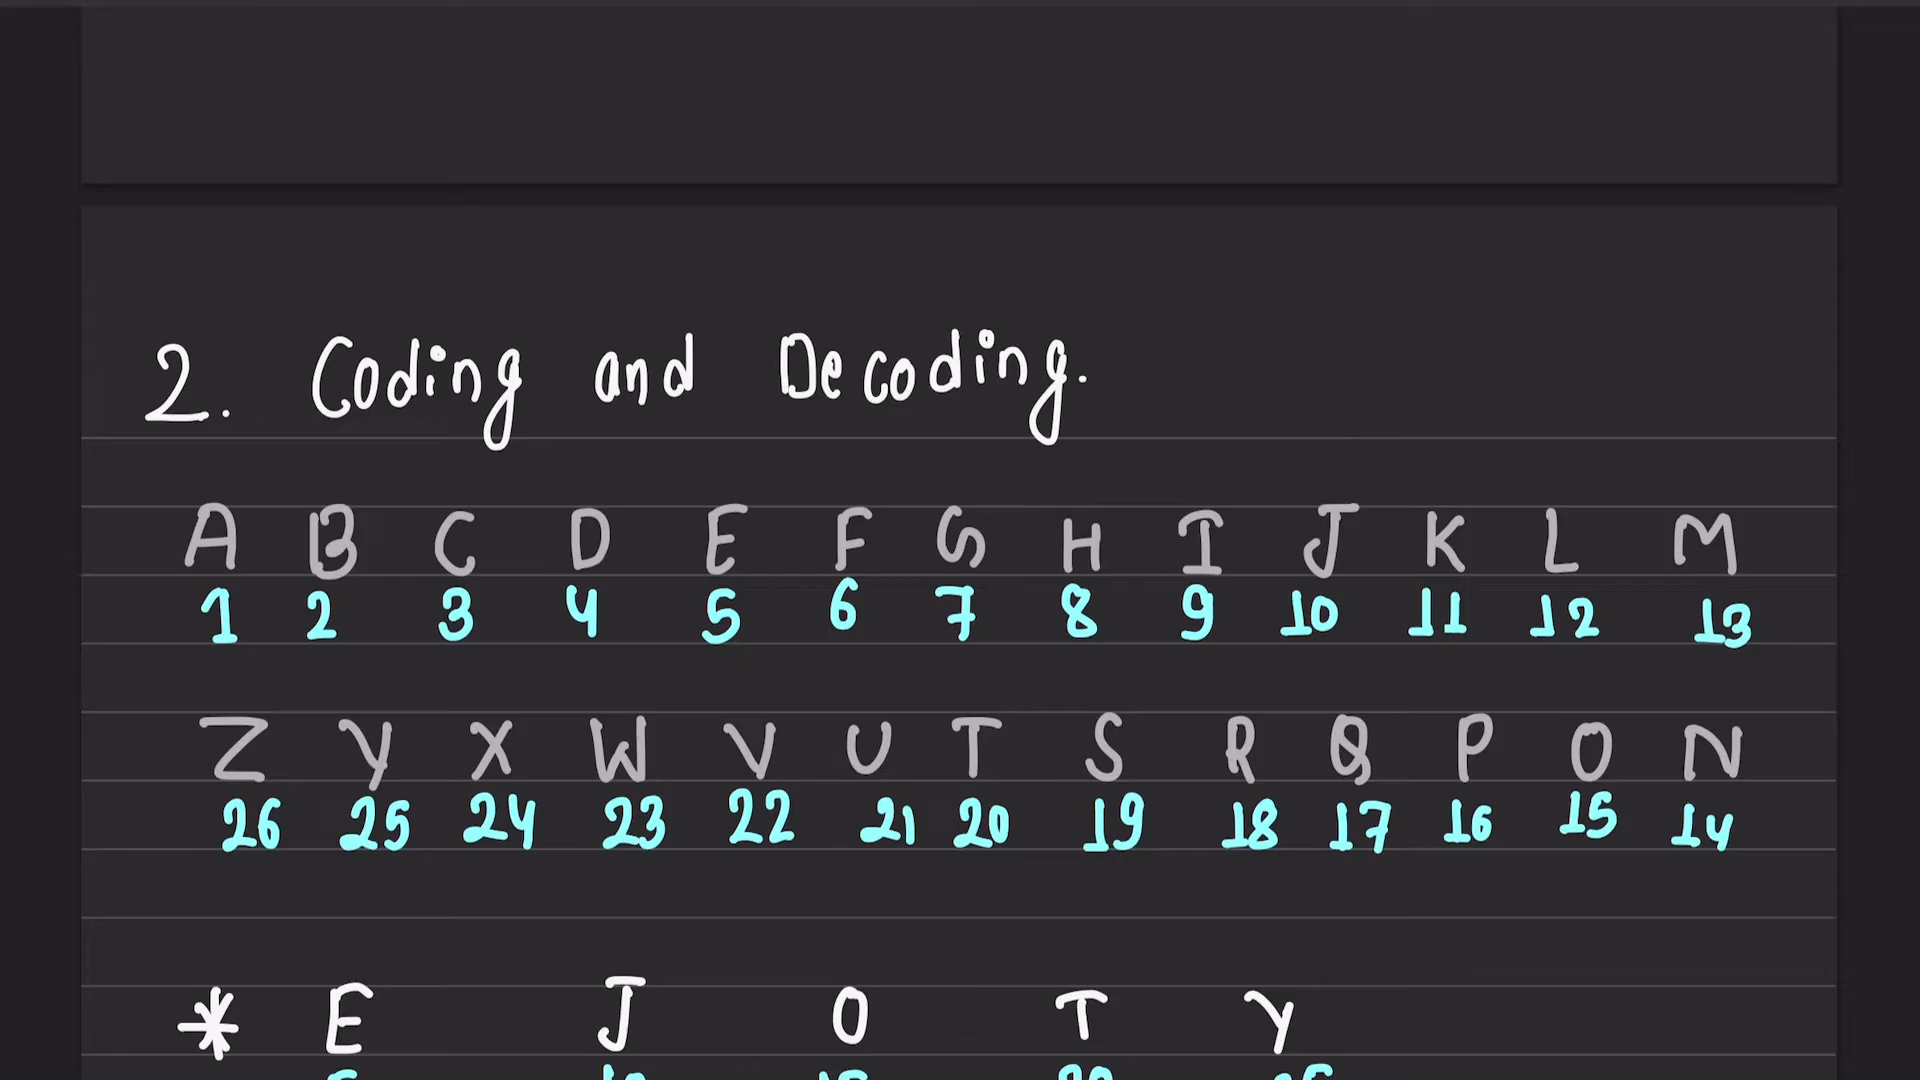 2. Coding and Decoding.
A B C D E F G H I J K L M
1 2 3 4 5 6 7 8 9 10 11 12 13
Z Y X W V U T S R Q P O N
26 25 24 23 22 21 20 19 18 17 16 15 14
* E J O T Y